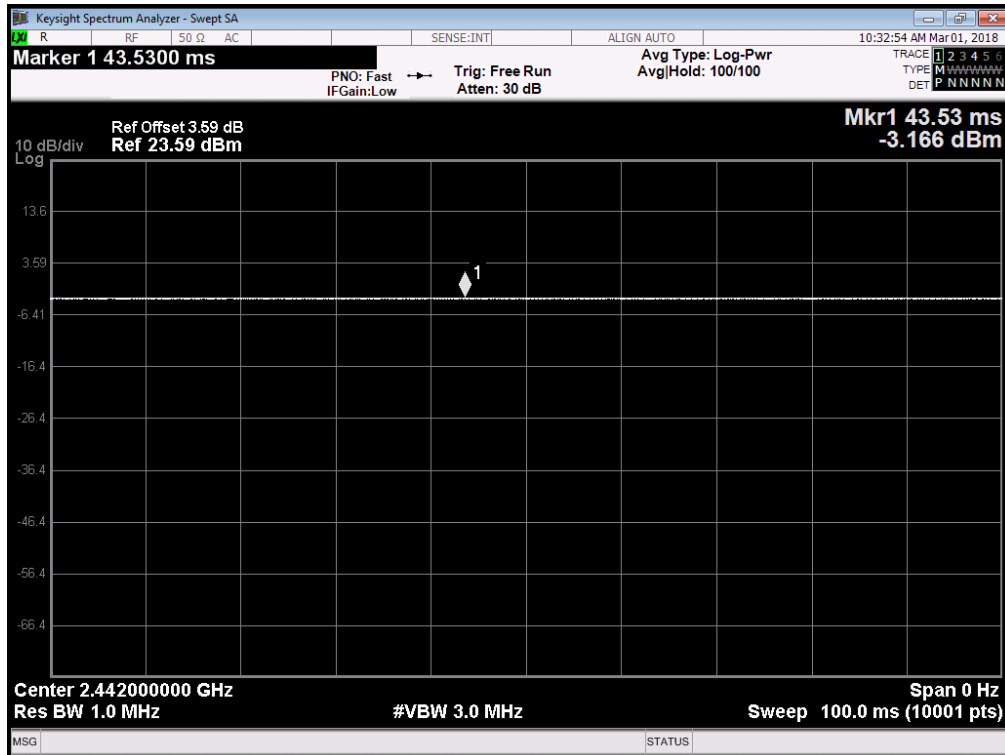 Keysight Spectrum Analyzer - Swept SA
LXI R RF 50 Ω AC SENSE:INT ALIGN AUTO 10:32:54 AM Mar 01, 2018
Marker 1 43.5300 ms
PNO: Fast
IFGain:Low
Trig: Free Run
Atten: 30 dB
Avg Type: Log-Pwr
Avg|Hold: 100/100
TRACE 1 2 3 4 5 6
TYPE M WWWWW
DET P N N N N N
Mkr1 43.53 ms
-3.166 dBm
Ref Offset 3.59 dB
10 dB/div Ref 23.59 dBm
Log
13.6
3.59
1
-6.41
-16.4
-26.4
-36.4
-46.4
-56.4
-66.4
Center 2.442000000 GHz Span 0 Hz
Res BW 1.0 MHz #VBW 3.0 MHz Sweep 100.0 ms (10001 pts)
MSG STATUS